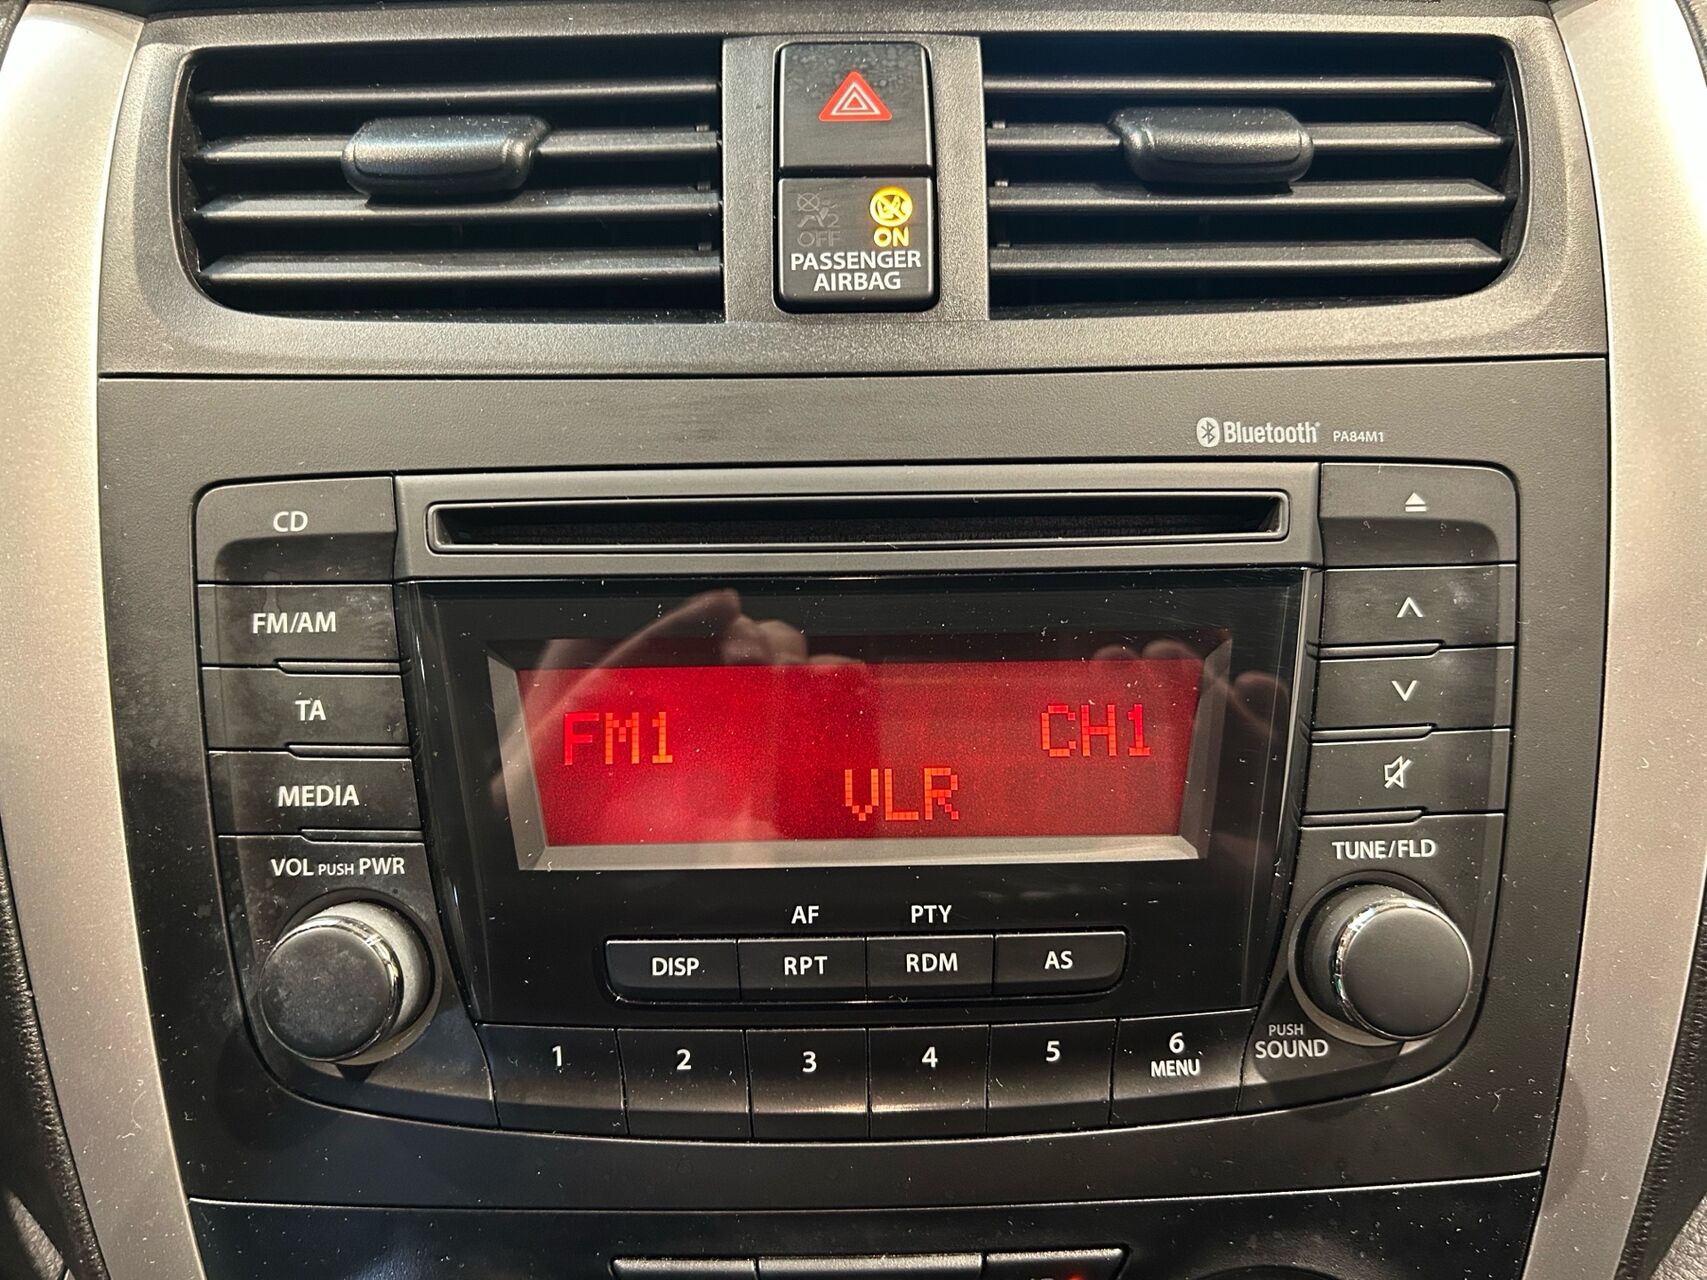 OFF ON
PASSENGER
AIRBAG
Bluetooth PA84M1
CD
FM/AM
TA
MEDIA
VOL PUSH PWR
FM1 CH1
VLR
TUNE/FLD
AF PTY
DISP RPT RDM AS
1 2 3 4 5 6
MENU
PUSH
SOUND